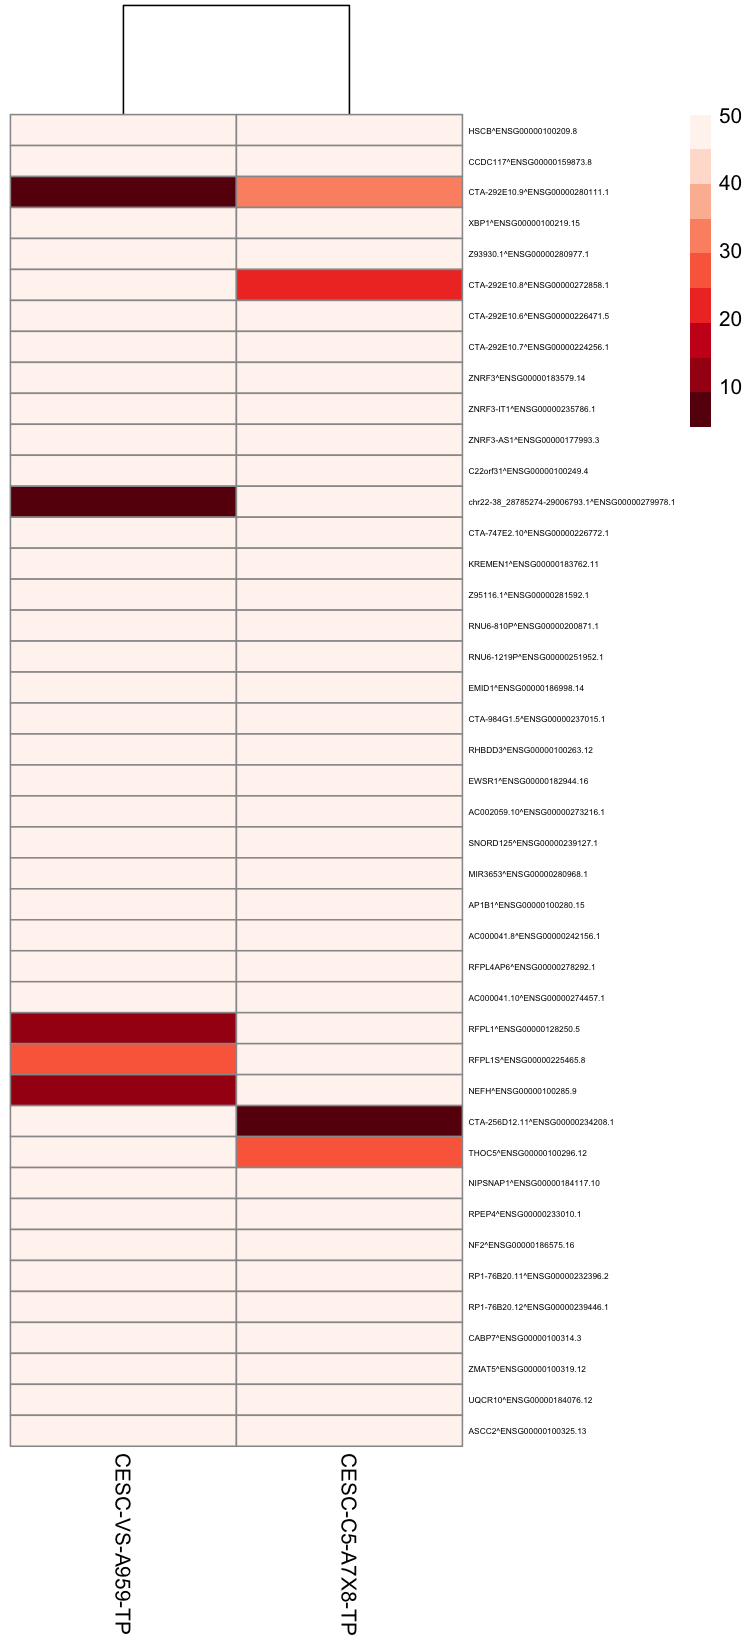 HSCB^ENSG00000100209.8
CCDC117^ENSG00000159873.8
CTA-292E10.9^ENSG00000280111.1
XBP1^ENSG00000100219.15
Z93930.1^ENSG00000280977.1
CTA-292E10.8^ENSG00000272858.1
CTA-292E10.6^ENSG00000226471.5
CTA-292E10.7^ENSG00000224256.1
ZNRF3^ENSG00000183579.14
ZNRF3-IT1^ENSG00000235786.1
ZNRF3-AS1^ENSG00000177993.3
C22orf31^ENSG00000100249.4
chr22-38_28785274-29006793.1^ENSG00000279978.1
CTA-747E2.10^ENSG00000226772.1
KREMEN1^ENSG00000183762.11
Z95116.1^ENSG00000281592.1
RNU6-810P^ENSG00000200871.1
RNU6-1219P^ENSG00000251952.1
EMID1^ENSG00000186998.14
CTA-984G1.5^ENSG00000237015.1
RHBDD3^ENSG00000100263.12
EWSR1^ENSG00000182944.16
AC002059.10^ENSG00000273216.1
SNORD125^ENSG00000239127.1
MIR3653^ENSG00000280968.1
AP1B1^ENSG00000100280.15
AC000041.8^ENSG00000242156.1
RFPL4AP6^ENSG00000278292.1
AC000041.10^ENSG00000274457.1
RFPL1^ENSG00000128250.5
RFPL1S^ENSG00000225465.8
NEFH^ENSG00000100285.9
CTA-256D12.11^ENSG00000234208.1
THOC5^ENSG00000100296.12
NIPSNAP1^ENSG00000184117.10
RPEP4^ENSG00000233010.1
NF2^ENSG00000186575.16
RP1-76B20.11^ENSG00000232396.2
RP1-76B20.12^ENSG00000239446.1
CABP7^ENSG00000100314.3
ZMAT5^ENSG00000100319.12
UQCR10^ENSG00000184076.12
ASCC2^ENSG00000100325.13
50
40
30
20
10
CESC-VS-A959-TP
CESC-C5-A7X8-TP